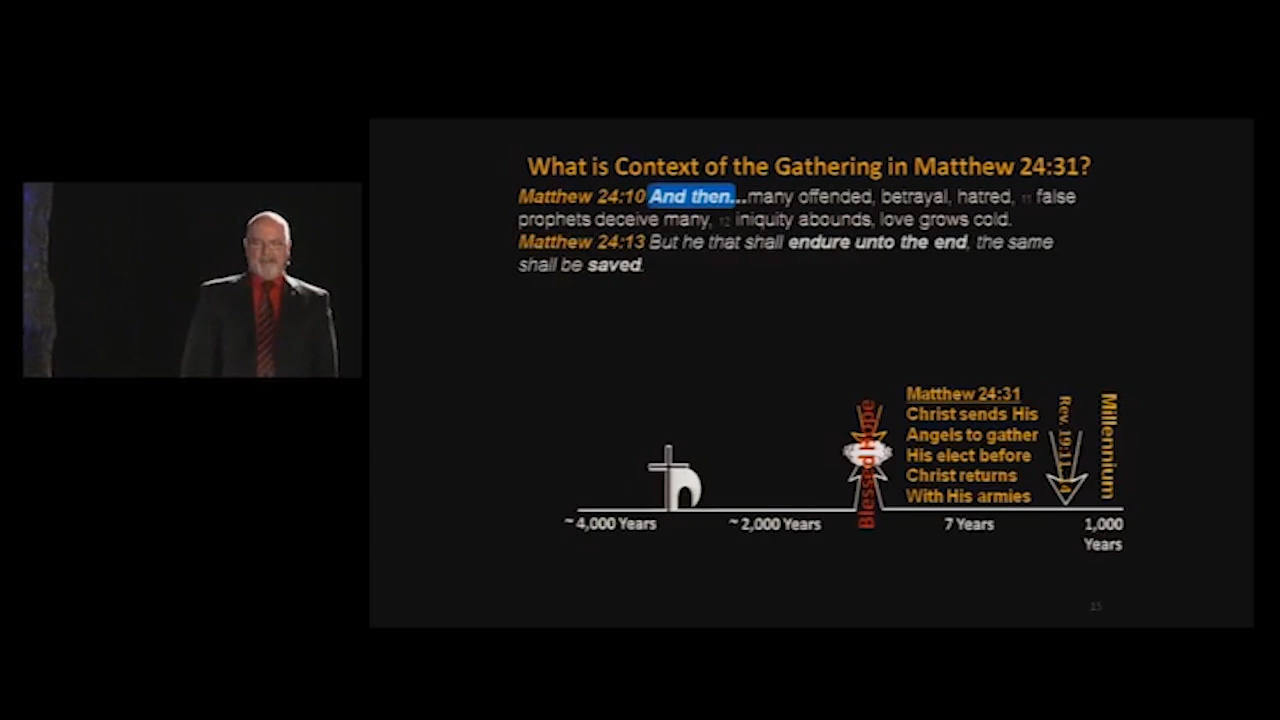 What is Context of the Gathering in Matthew 24:31?
Matthew 24:10 And then...many offended, betrayal, hatred, 11 false
prophets deceive many, 12 iniquity abounds, love grows cold.
Matthew 24:13 But he that shall endure unto the end, the same
shall be saved.
Blessed Hope
Matthew 24:31
Christ sends His
Angels to gather
His elect before
Christ returns
With His armies
Rev. 19:11-14
Millennium
~ 4,000 Years
~ 2,000 Years
7 Years
1,000
Years
15